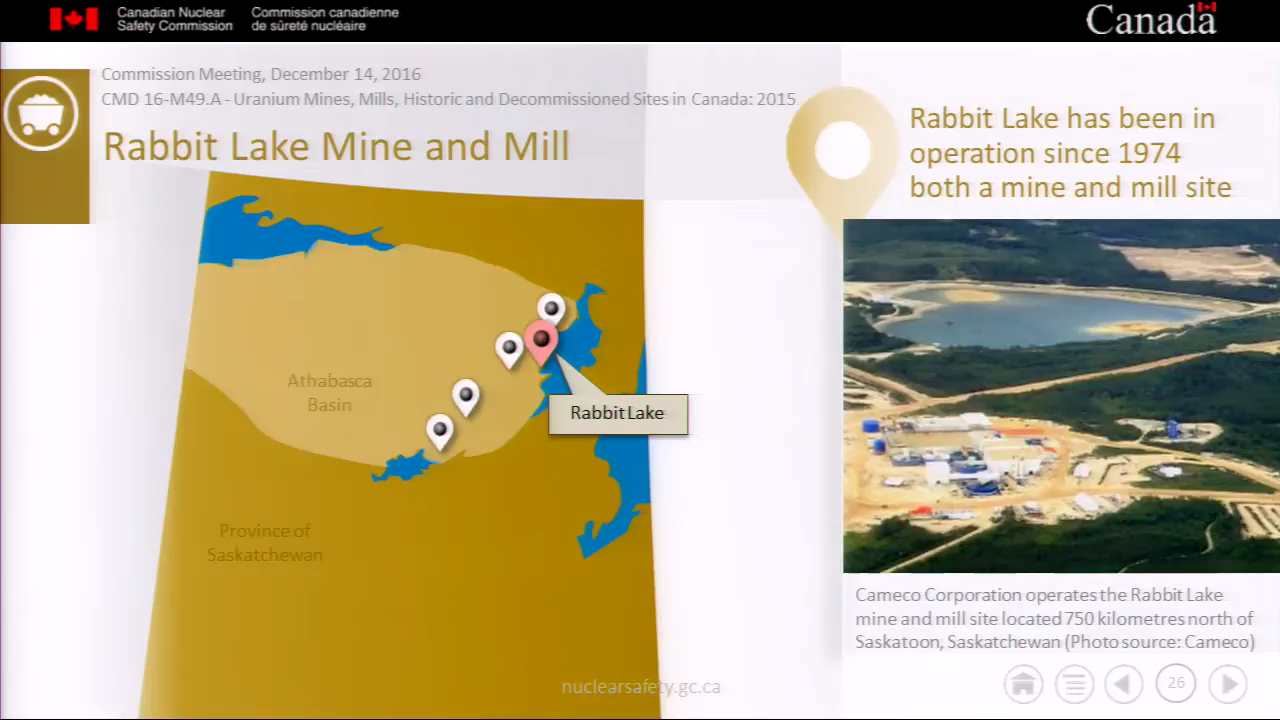 Canadian Nuclear
Safety Commission
Commission canadienne
de sûreté nucléaire
Canada
Commission Meeting, December 14, 2016
CMD 16-M49.A - Uranium Mines, Mills, Historic and Decommissioned Sites in Canada: 2015
Rabbit Lake Mine and Mill
Rabbit Lake has been in
operation since 1974
both a mine and mill site
Athabasca
Basin
Rabbit Lake
Province of
Saskatchewan
Cameco Corporation operates the Rabbit Lake
mine and mill site located 750 kilometres north of
Saskatoon, Saskatchewan (Photo source: Cameco)
nuclearsafety.gc.ca
26